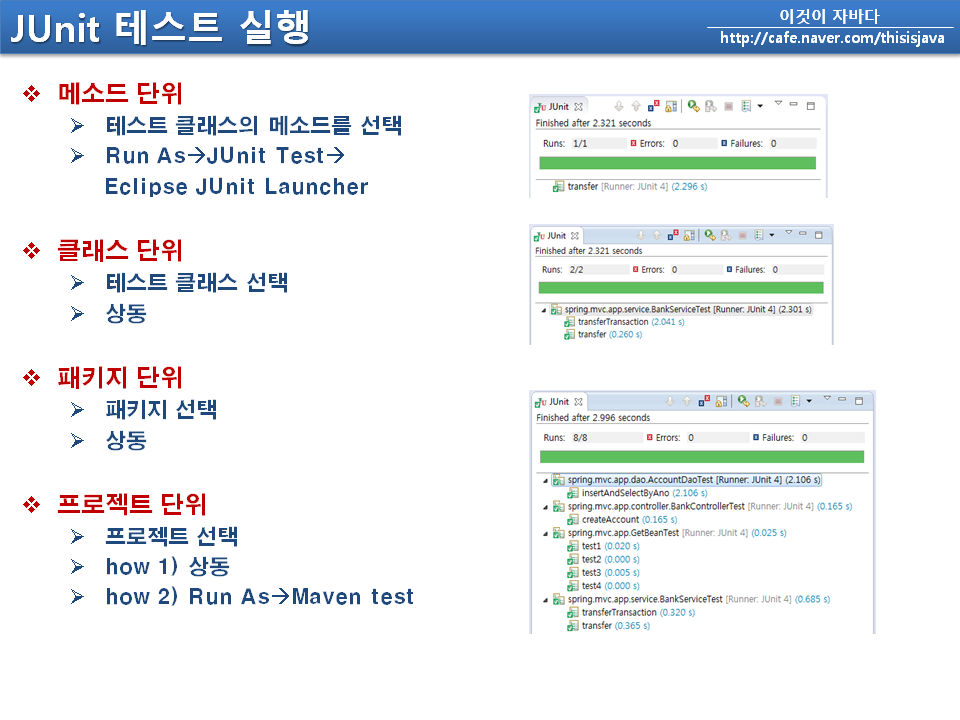 JUnit 테스트 실행
이것이 자바다
http://cafe.naver.com/thisisjava
메소드 단위
테스트 클래스의 메소드를 선택
Run As→JUnit Test→
Eclipse JUnit Launcher
클래스 단위
테스트 클래스 선택
상동
패키지 단위
패키지 선택
상동
프로젝트 단위
프로젝트 선택
how 1) 상동
how 2) Run As→Maven test
JUnit
Finished after 2.321 seconds
Runs: 1/1 Errors: 0 Failures: 0
transfer [Runner: JUnit 4] (2.296 s)
JUnit
Finished after 2.321 seconds
Runs: 2/2 Errors: 0 Failures: 0
spring.mvc.app.service.BankServiceTest [Runner: JUnit 4] (2.301 s)
transferTransaction (2.041 s)
transfer (0.260 s)
JUnit
Finished after 2.996 seconds
Runs: 8/8 Errors: 0 Failures: 0
spring.mvc.app.dao.AccountDaoTest [Runner: JUnit 4] (2.106 s)
insertAndSelectByAno (2.106 s)
spring.mvc.app.controller.BankControllerTest [Runner: JUnit 4] (0.165 s)
createAccount (0.165 s)
spring.mvc.app.GetBeanTest [Runner: JUnit 4] (0.025 s)
test1 (0.020 s)
test2 (0.000 s)
test3 (0.005 s)
test4 (0.000 s)
spring.mvc.app.service.BankServiceTest [Runner: JUnit 4] (0.685 s)
transferTransaction (0.320 s)
transfer (0.365 s)